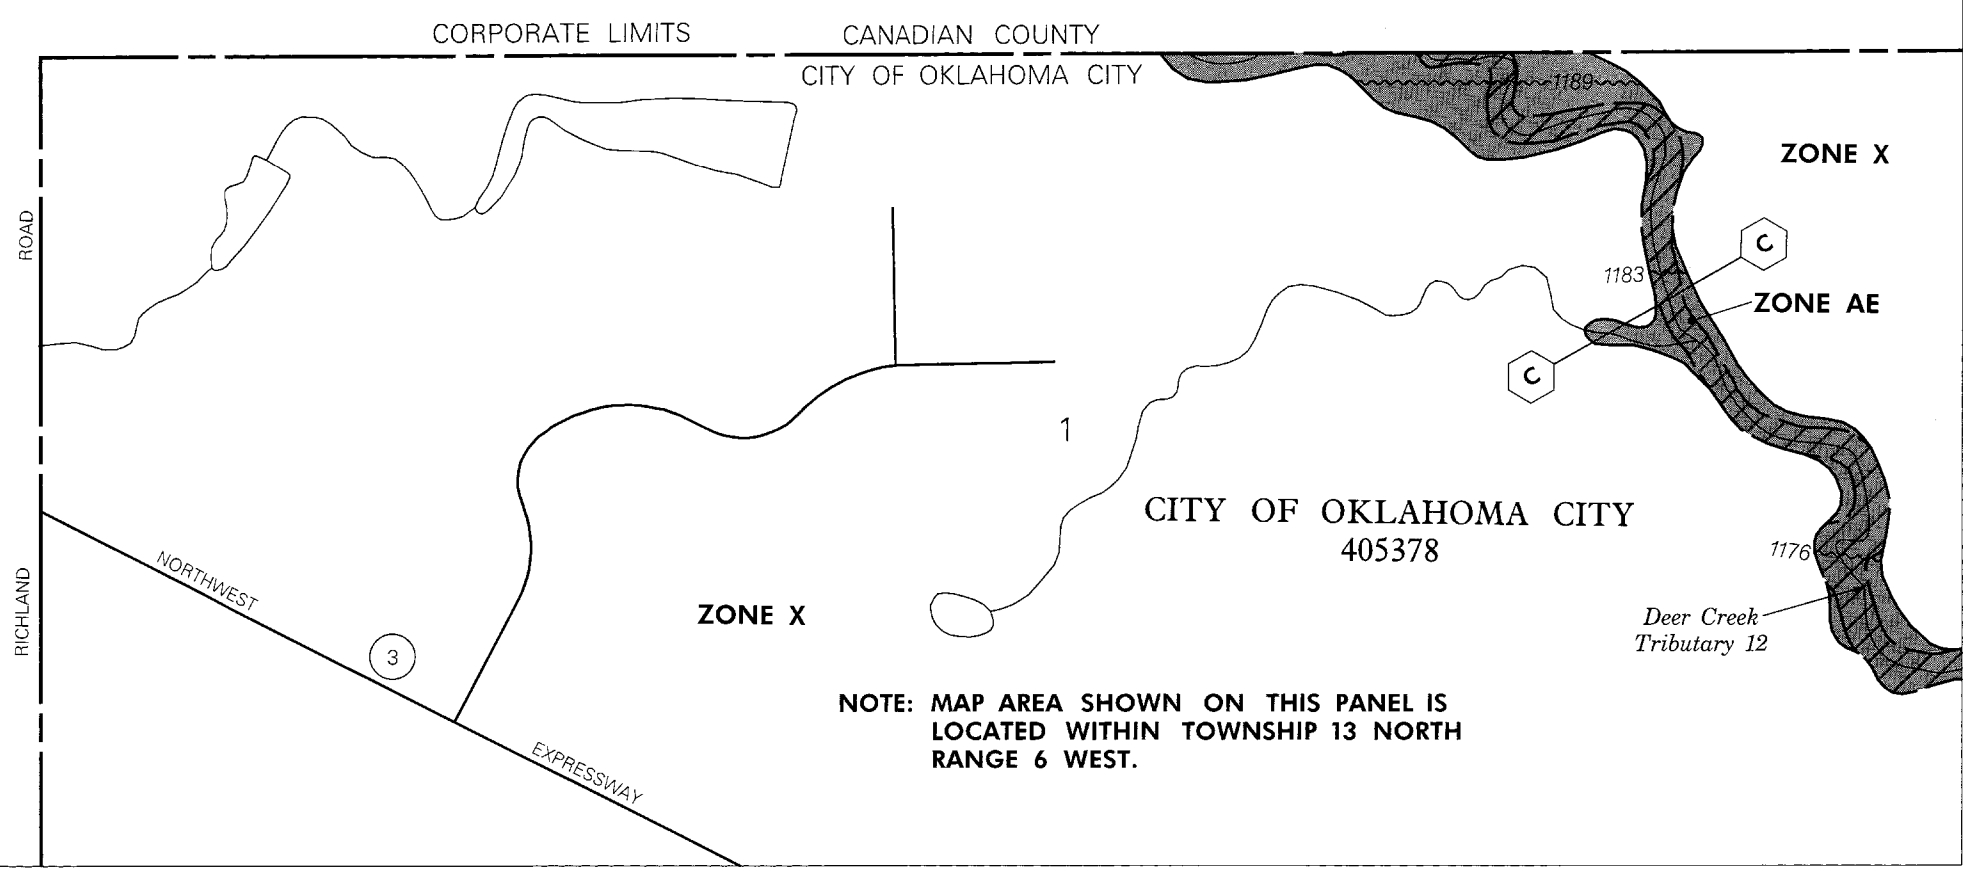 CORPORATE LIMITS
CANADIAN COUNTY
CITY OF OKLAHOMA CITY
1189
ZONE X
ROAD
C
1183
ZONE AE
C
1
CITY OF OKLAHOMA CITY
405378
1176
RICHLAND
NORTHWEST
3
EXPRESSWAY
ZONE X
Deer Creek
Tributary 12
NOTE: MAP AREA SHOWN ON THIS PANEL IS
LOCATED WITHIN TOWNSHIP 13 NORTH
RANGE 6 WEST.